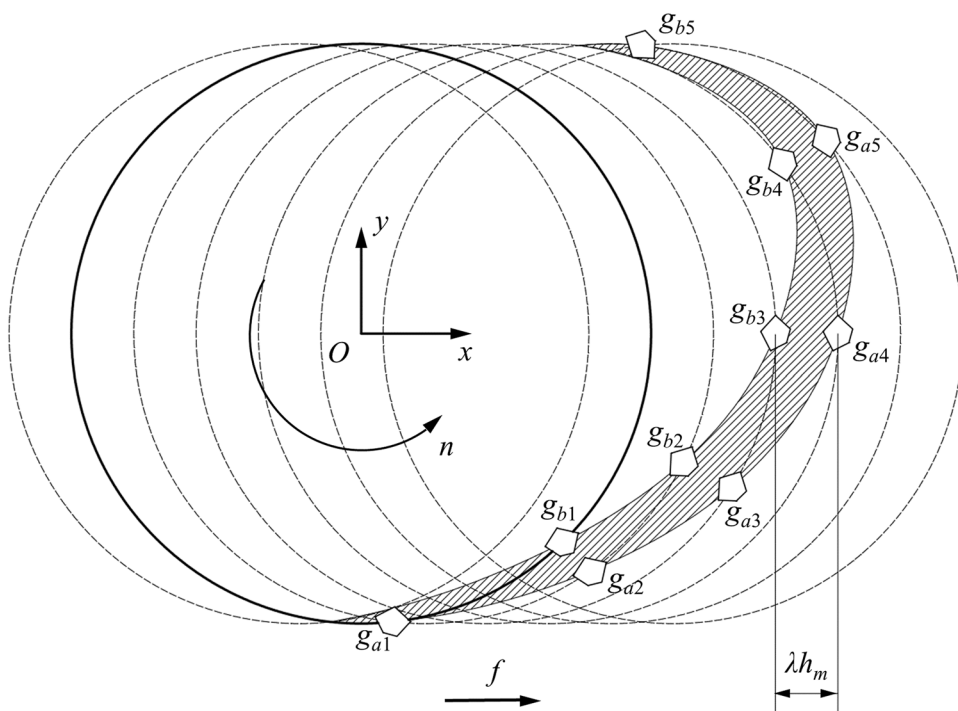 g_{b5}
g_{a5}
g_{b4}
y
g_{b3}
O
x
g_{a4}
g_{b2}
n
g_{a3}
g_{b1}
g_{a2}
g_{a1}
f
λh_m